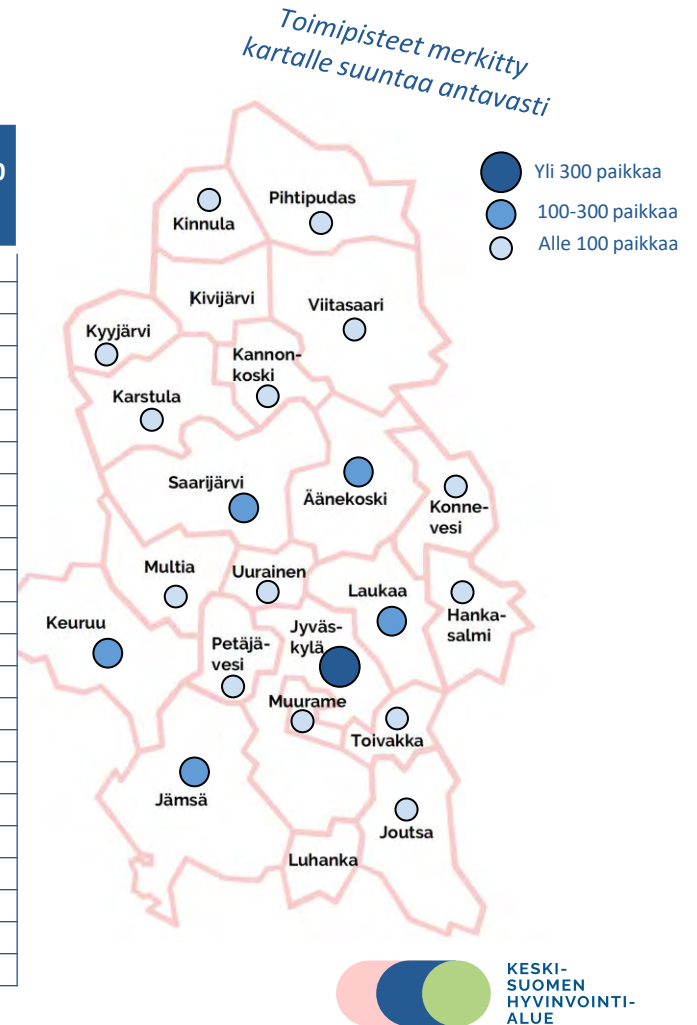 Toimipisteet merkitty
kartalle suuntaa antavasti
0
Yli 300 paikkaa
100-300 paikkaa
Alle 100 paikkaa
Kinnula
Pihtipudas
Kivijärvi
Viitasaari
Kyyjärvi
Kannon-
koski
Karstula
Saarijärvi
Äänekoski
Konne-
vesi
Multia
Uurainen
Laukaa
Hanka-
salmi
Keuruu
Petäjä-
vesi
Jyväs-
kylä
Muurame
Toivakka
Jämsä
Joutsa
Luhanka
KESKI-
SUOMEN
HYVINVOINTI-
ALUE